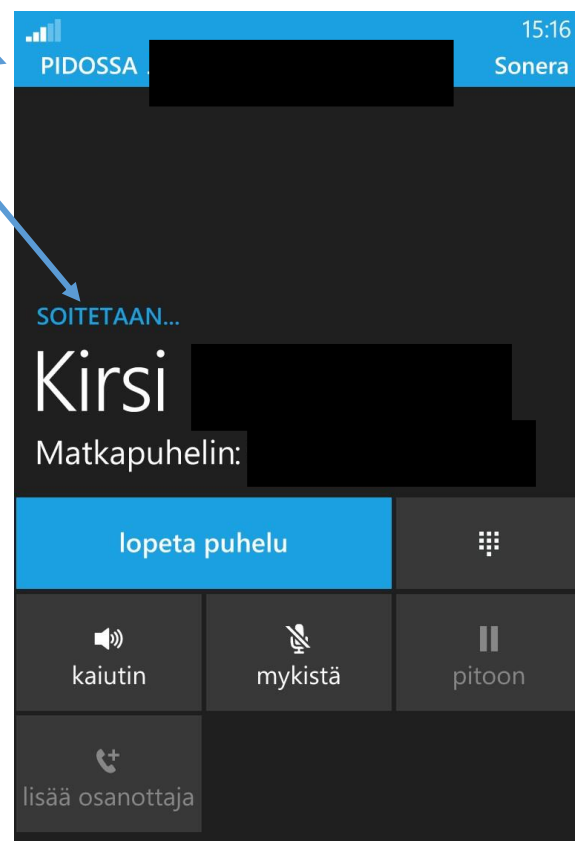 15:16
PIDOSSA Sonera
SOITETAAN...
Kirsi
Matkapuhelin:
lopeta puhelu
kaiutin mykistä pitoon
lisää osanottaja